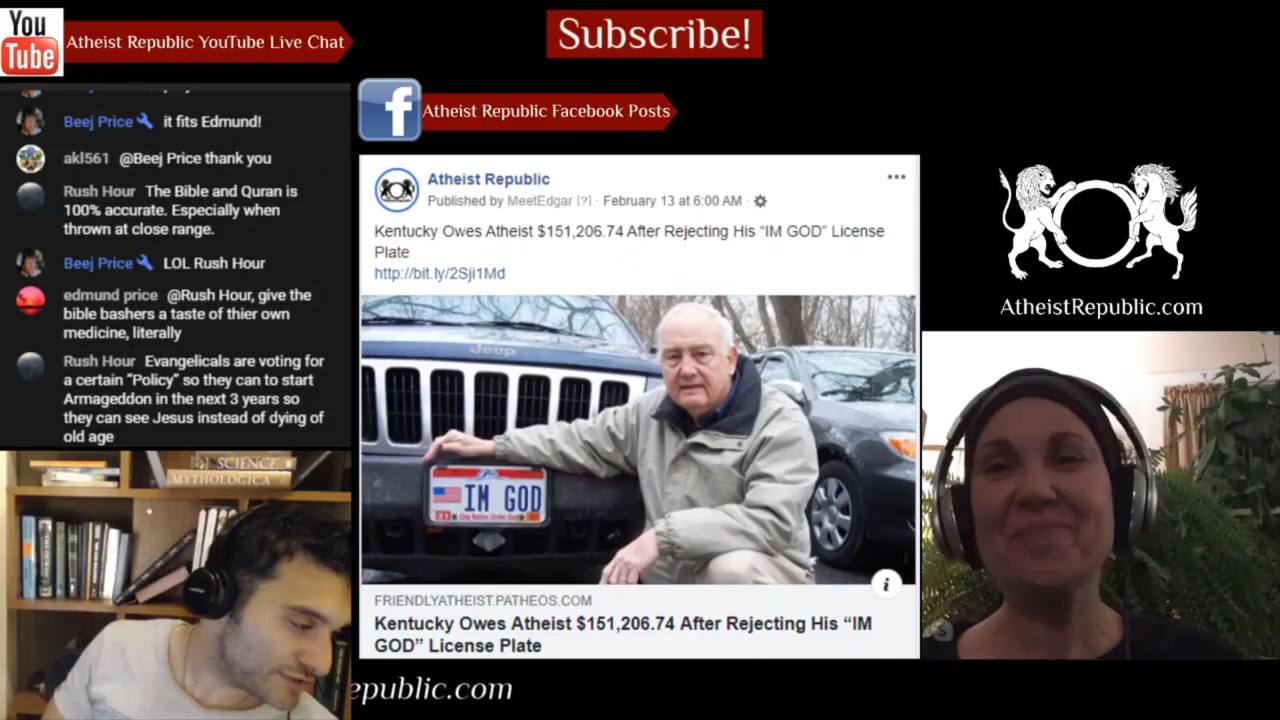 You
Tube
Atheist Republic YouTube Live Chat
Subscribe!
Beej Price it fits Edmund!
akl561 @Beej Price thank you
Rush Hour The Bible and Quran is
100% accurate. Especially when
thrown at close range.
Beej Price LOL Rush Hour
edmund price @Rush Hour, give the
bible bashers a taste of thier own
medicine, literally
Rush Hour Evangelicals are voting for
a certain “Policy” so they can to start
Armageddon in the next 3 years so
they can see Jesus instead of dying of
old age
f
Atheist Republic Facebook Posts
Atheist Republic
Published by MeetEdgar [?] · February 13 at 6:00 AM ·
Kentucky Owes Atheist $151,206.74 After Rejecting His “IM GOD” License
Plate
http://bit.ly/2Sji1Md
Jeep
IM GOD
One Nation Under God
i
FRIENDLYATHEIST.PATHEOS.COM
Kentucky Owes Atheist $151,206.74 After Rejecting His “IM
GOD” License Plate
AtheistRepublic.com
SCIENCE
MYTHOLOGICA
S
epublic.com